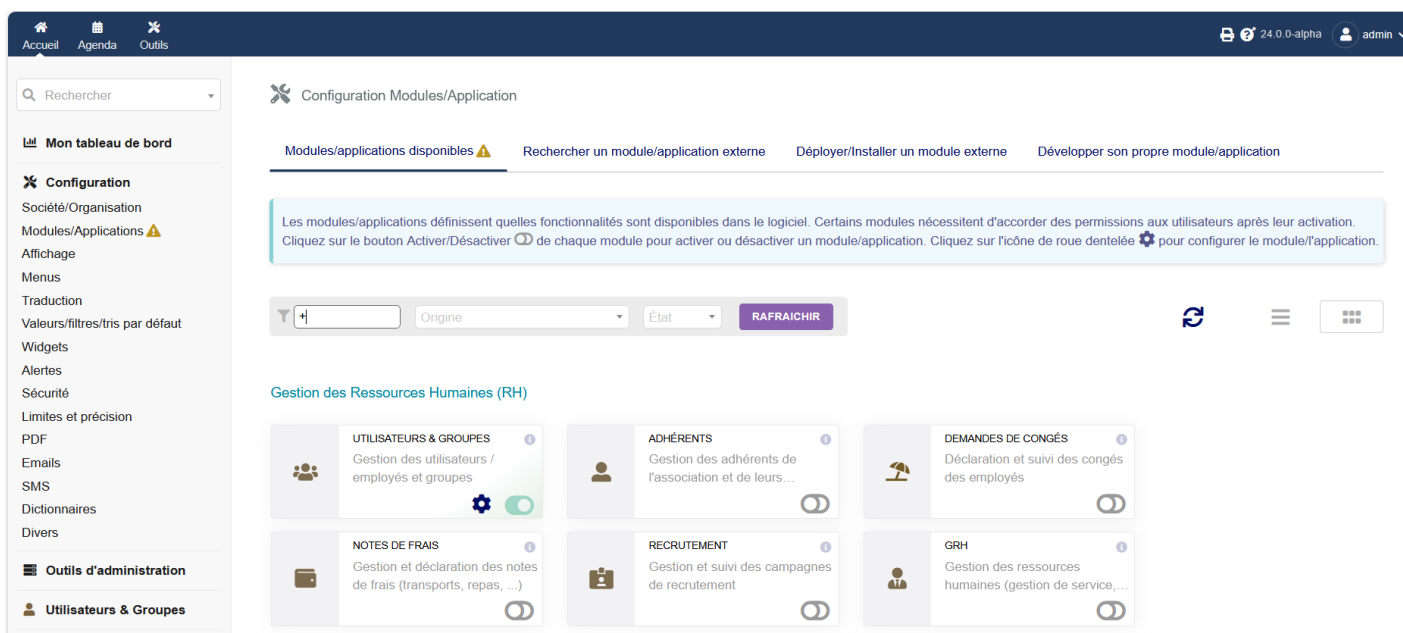 Accueil
Agenda
Outils
24.0.0-alpha
admin
Rechercher
Mon tableau de bord
Configuration
Société/Organisation
Modules/Applications
Affichage
Menus
Traduction
Valeurs/filtres/tris par défaut
Widgets
Alertes
Sécurité
Limites et précision
PDF
Emails
SMS
Dictionnaires
Divers
Outils d'administration
Utilisateurs & Groupes
Configuration Modules/Application
Modules/applications disponibles
Rechercher un module/application externe
Déployer/Installer un module externe
Développer son propre module/application
Les modules/applications définissent quelles fonctionnalités sont disponibles dans le logiciel. Certains modules nécessitent d'accorder des permissions aux utilisateurs après leur activation.
Cliquez sur le bouton Activer/Désactiver de chaque module pour activer ou désactiver un module/application. Cliquez sur l'icône de roue dentelée pour configurer le module/l'application.
+
Origine
État
RAFRAICHIR
Gestion des Ressources Humaines (RH)
UTILISATEURS & GROUPES
Gestion des utilisateurs /
employés et groupes
ADHÉRENTS
Gestion des adhérents de
l'association et de leurs…
DEMANDES DE CONGÉS
Déclaration et suivi des congés
des employés
NOTES DE FRAIS
Gestion et déclaration des notes
de frais (transports, repas, ...)
RECRUTEMENT
Gestion et suivi des campagnes
de recrutement
GRH
Gestion des ressources
humaines (gestion de service,…